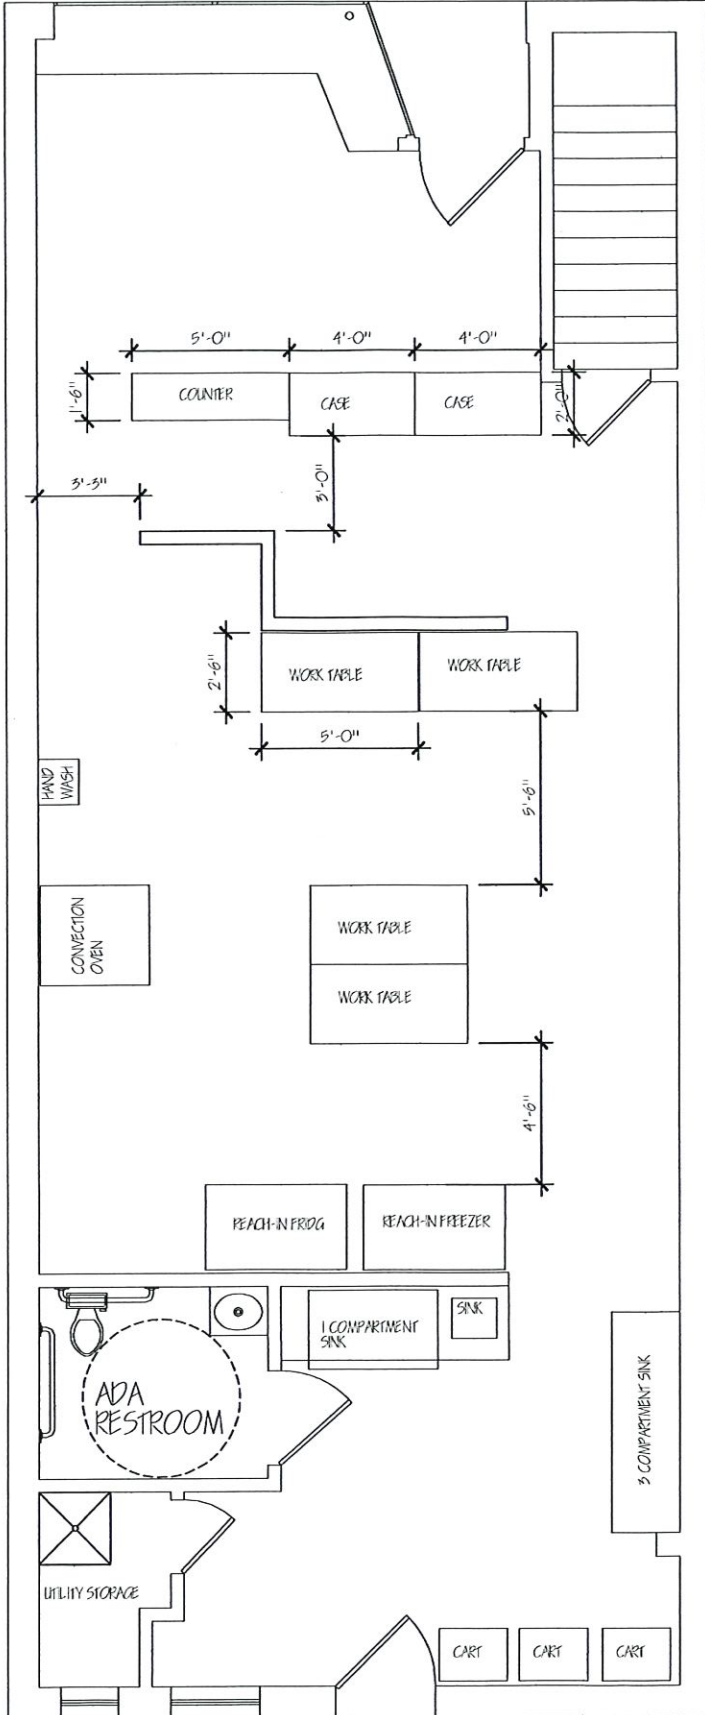 5'-0"
4'-0"
4'-0"
1'-6"
COUNTER
CASE
CASE
2'-0"
3'-3"
3'-0"
2'-6"
WORK TABLE
WORK TABLE
5'-0"
5'-6"
HAND
WASH
CONVECTION
OVEN
WORK TABLE
WORK TABLE
4'-6"
REACH-IN FRIDG
REACH-IN FREEZER
1 COMPARTMENT
SINK
SINK
ADA
RESTROOM
3 COMPARTMENT SINK
UTILITY STORAGE
CART
CART
CART